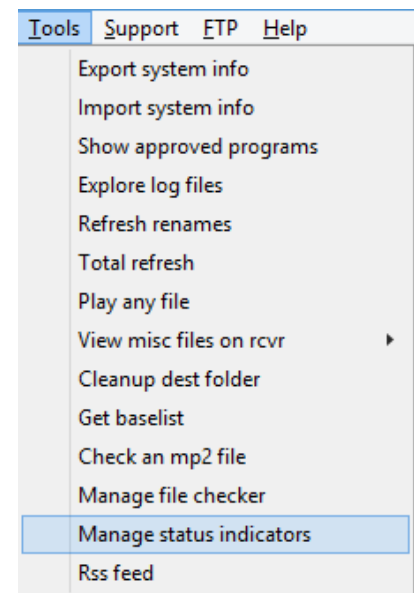 Tools Support FTP Help
Export system info
Import system info
Show approved programs
Explore log files
Refresh renames
Total refresh
Play any file
View misc files on rcvr
Cleanup dest folder
Get baselist
Check an mp2 file
Manage file checker
Manage status indicators
Rss feed